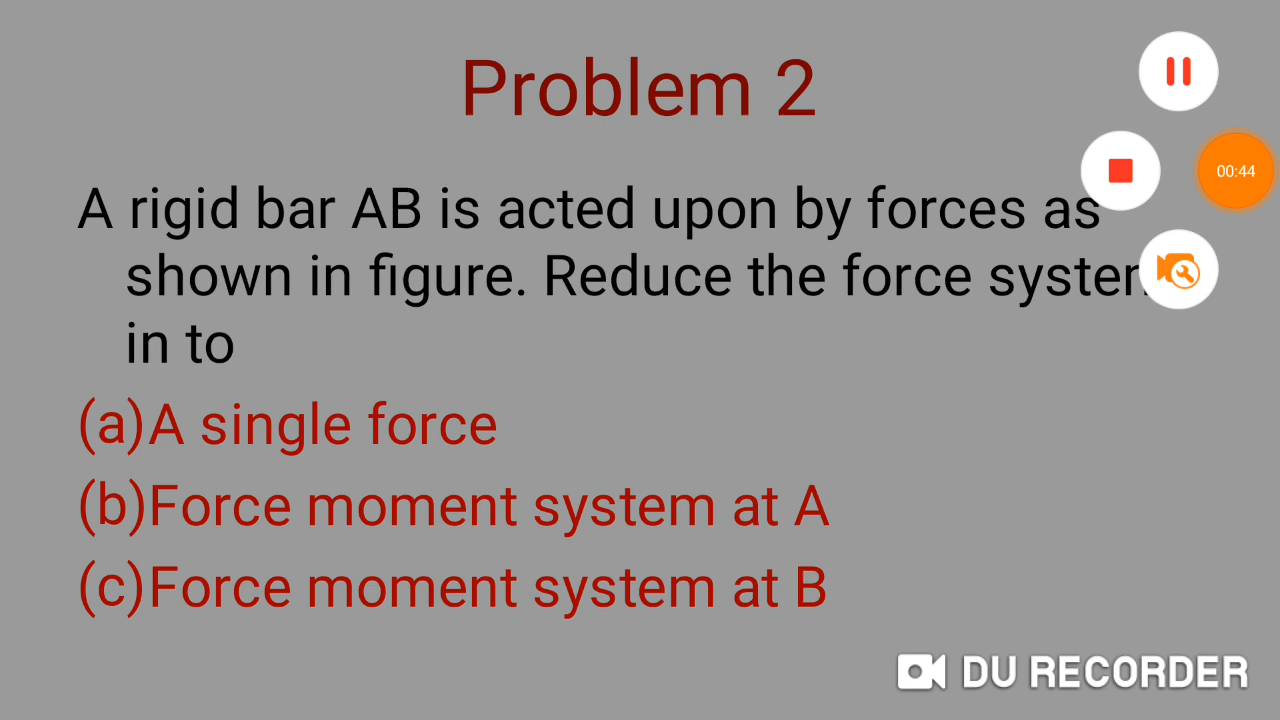 Problem 2
00:44
A rigid bar AB is acted upon by forces as
shown in figure. Reduce the force system
in to
(a)A single force
(b)Force moment system at A
(c)Force moment system at B
DU RECORDER